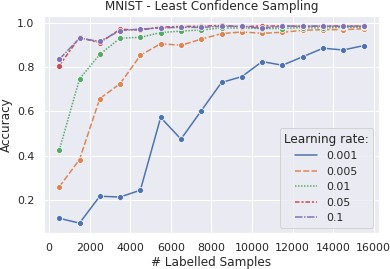 MNIST - Least Confidence Sampling
1.0
0.8
0.6
0.4
0.2
Accuracy
Learning rate:
0.001
0.005
0.01
0.05
0.1
0 2000 4000 6000 8000 10000 12000 14000 16000
# Labelled Samples